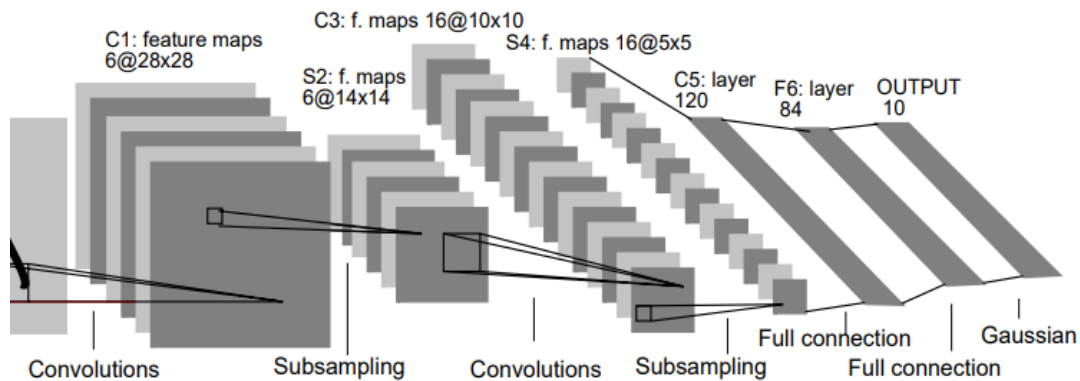 C3: f. maps 16@10x10
C1: feature maps
6@28x28
S4: f. maps 16@5x5
S2: f. maps
6@14x14
C5: layer
120
F6: layer
84
OUTPUT
10
Convolutions
Subsampling
Convolutions
Subsampling
Full connection
Full connection
Gaussian